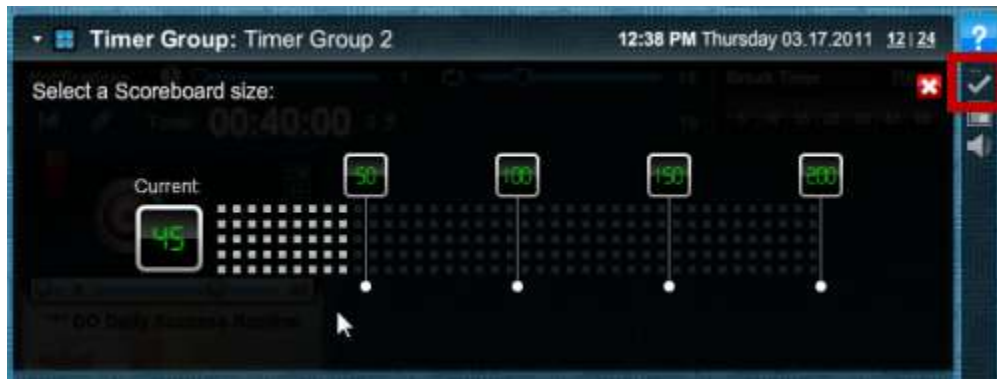 Timer Group: Timer Group 2 12:38 PM Thursday 03.17.2011 12|24 ?
Select a Scoreboard size:
00:40:00
50 100 150 200
Current:
45